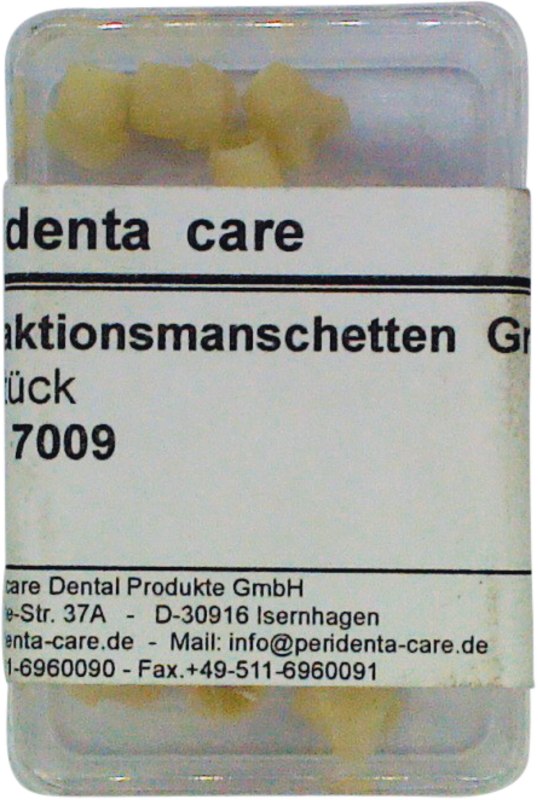 denta care
aktionsmanschetten Gr
tück
7009
care Dental Produkte GmbH
e-Str. 37A - D-30916 Isernhagen
enta-care.de - Mail: info@peridenta-care.de
1-6960090 - Fax.+49-511-6960091